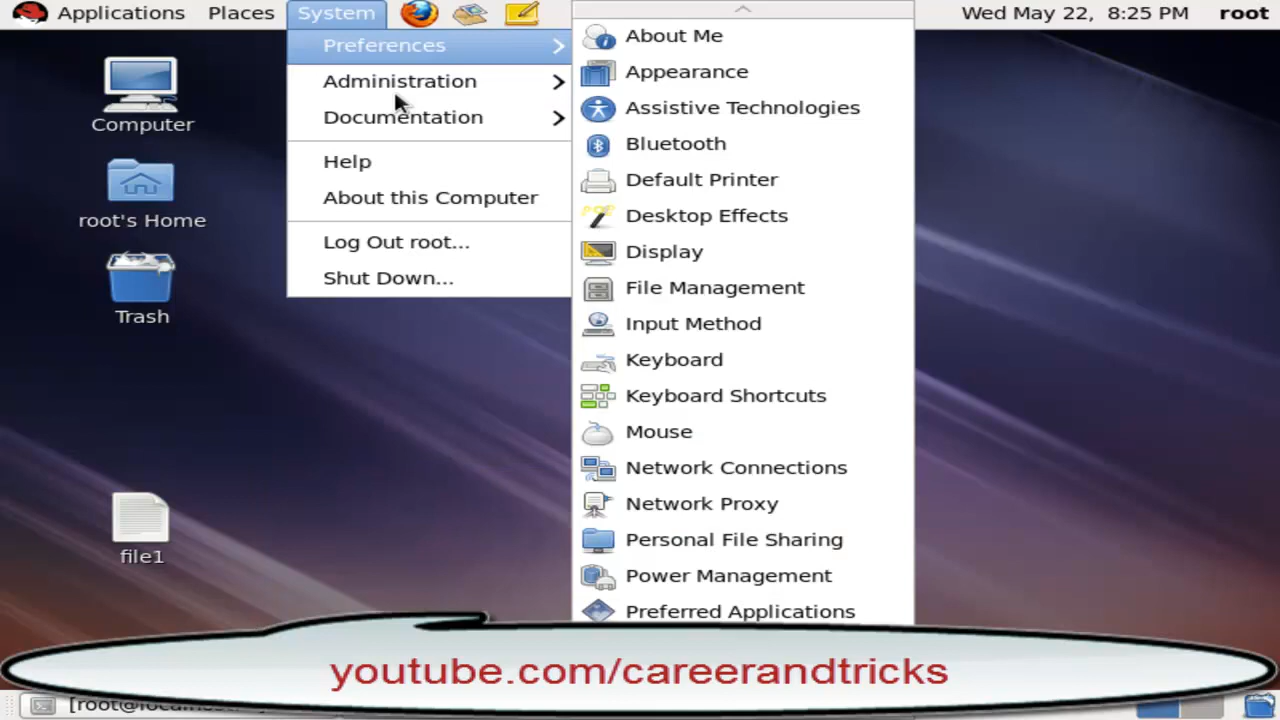 Applications Places System Wed May 22, 8:25 PM root
Preferences
Administration
Documentation
Help
About this Computer
Log Out root...
Shut Down...
About Me
Appearance
Assistive Technologies
Bluetooth
Default Printer
Desktop Effects
Display
File Management
Input Method
Keyboard
Keyboard Shortcuts
Mouse
Network Connections
Network Proxy
Personal File Sharing
Power Management
Preferred Applications
Computer
root's Home
Trash
file1
youtube.com/careerandtricks